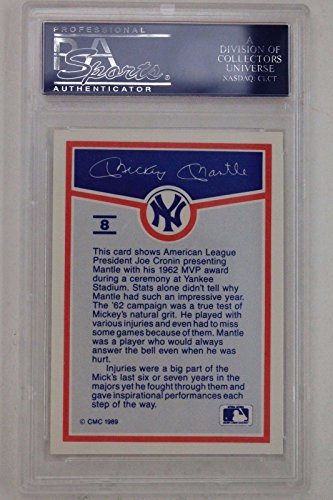 PROFESSIONAL
PSA
Sports
AUTHENTICATOR
A
DIVISION OF
COLLECTORS
UNIVERSE
NASDAQ: CLCT
Mickey Mantle
8
NY
This card shows American League
President Joe Cronin presenting
Mantle with his 1962 MVP award
during a ceremony at Yankee
Stadium. Stats alone didn't tell why
Mantle had such an impressive year.
The '62 campaign was a true test of
Mickey's natural grit. He played with
various injuries and even had to miss
some games because of them. Mantle
was a player who would always
answer the bell even when he
was hurt.
Injuries were a big part of the
Mick's last six or seven years in the
majors yet he fought through them and
gave inspirational performances each
step of the way.
© CMC 1989